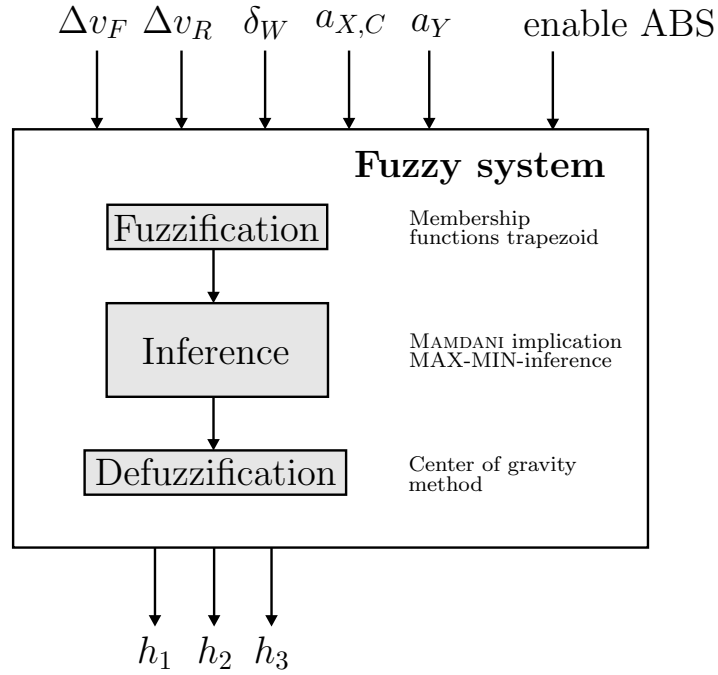 Δv_F Δv_R δ_W a_{X,C} a_Y enable ABS
Fuzzy system
Fuzzification
Membership
functions trapezoid
Inference
MAMDANI implication
MAX-MIN-inference
Defuzzification
Center of gravity
method
h_1 h_2 h_3